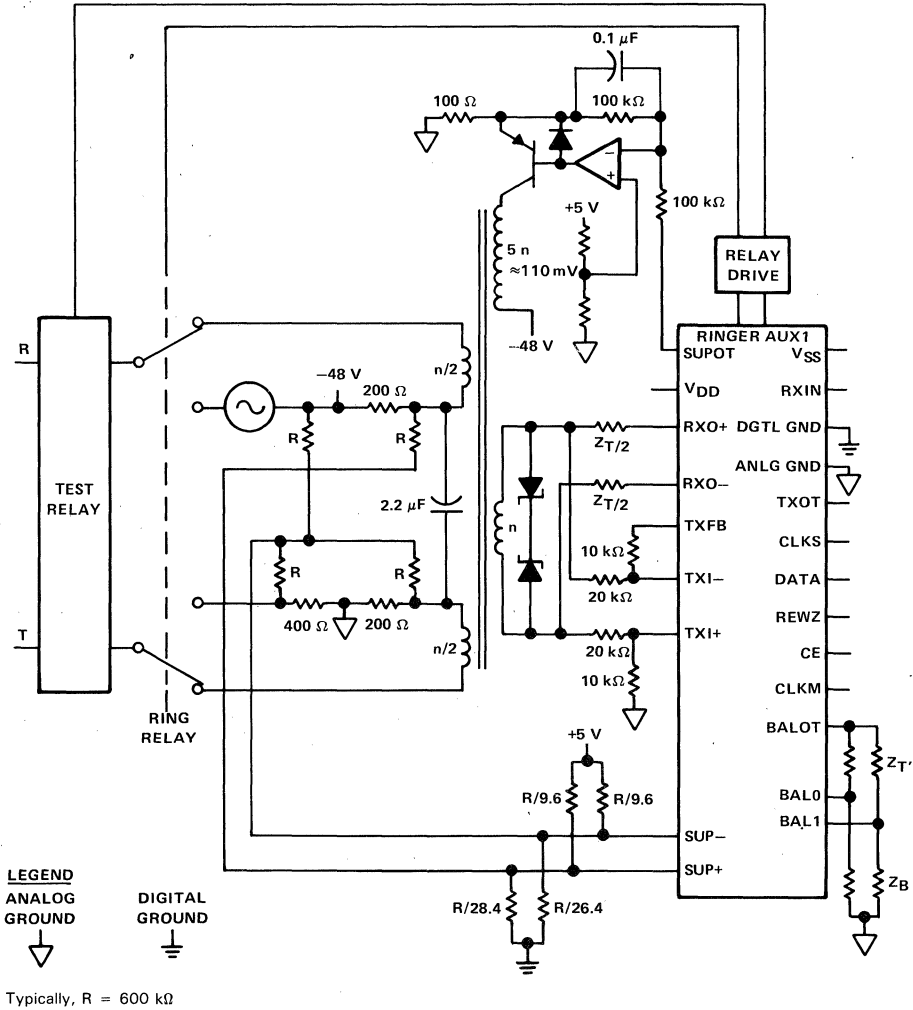 0.1 μF
100 Ω
100 kΩ
−
+
100 kΩ
+5 V
5 n
≈110 mV
−48 V
RELAY
DRIVE
RINGER AUX1
SUPOT
VSS
VDD
RXIN
RXO+
DGTL GND
ANLG GND
RXO−
TXOT
TXFB
CLKS
TXI−
DATA
REWZ
TXI+
CE
CLKM
BALOT
BAL0
BAL1
SUP−
SUP+
R
T
TEST
RELAY
RING
RELAY
n/2
−48 V
200 Ω
R
R
2.2 μF
R
R
400 Ω
200 Ω
n/2
n
ZT/2
ZT/2
10 kΩ
20 kΩ
20 kΩ
10 kΩ
ZT'
ZB
+5 V
R/9.6
R/9.6
R/28.4
R/26.4
LEGEND
ANALOG
GROUND
DIGITAL
GROUND
Typically, R = 600 kΩ